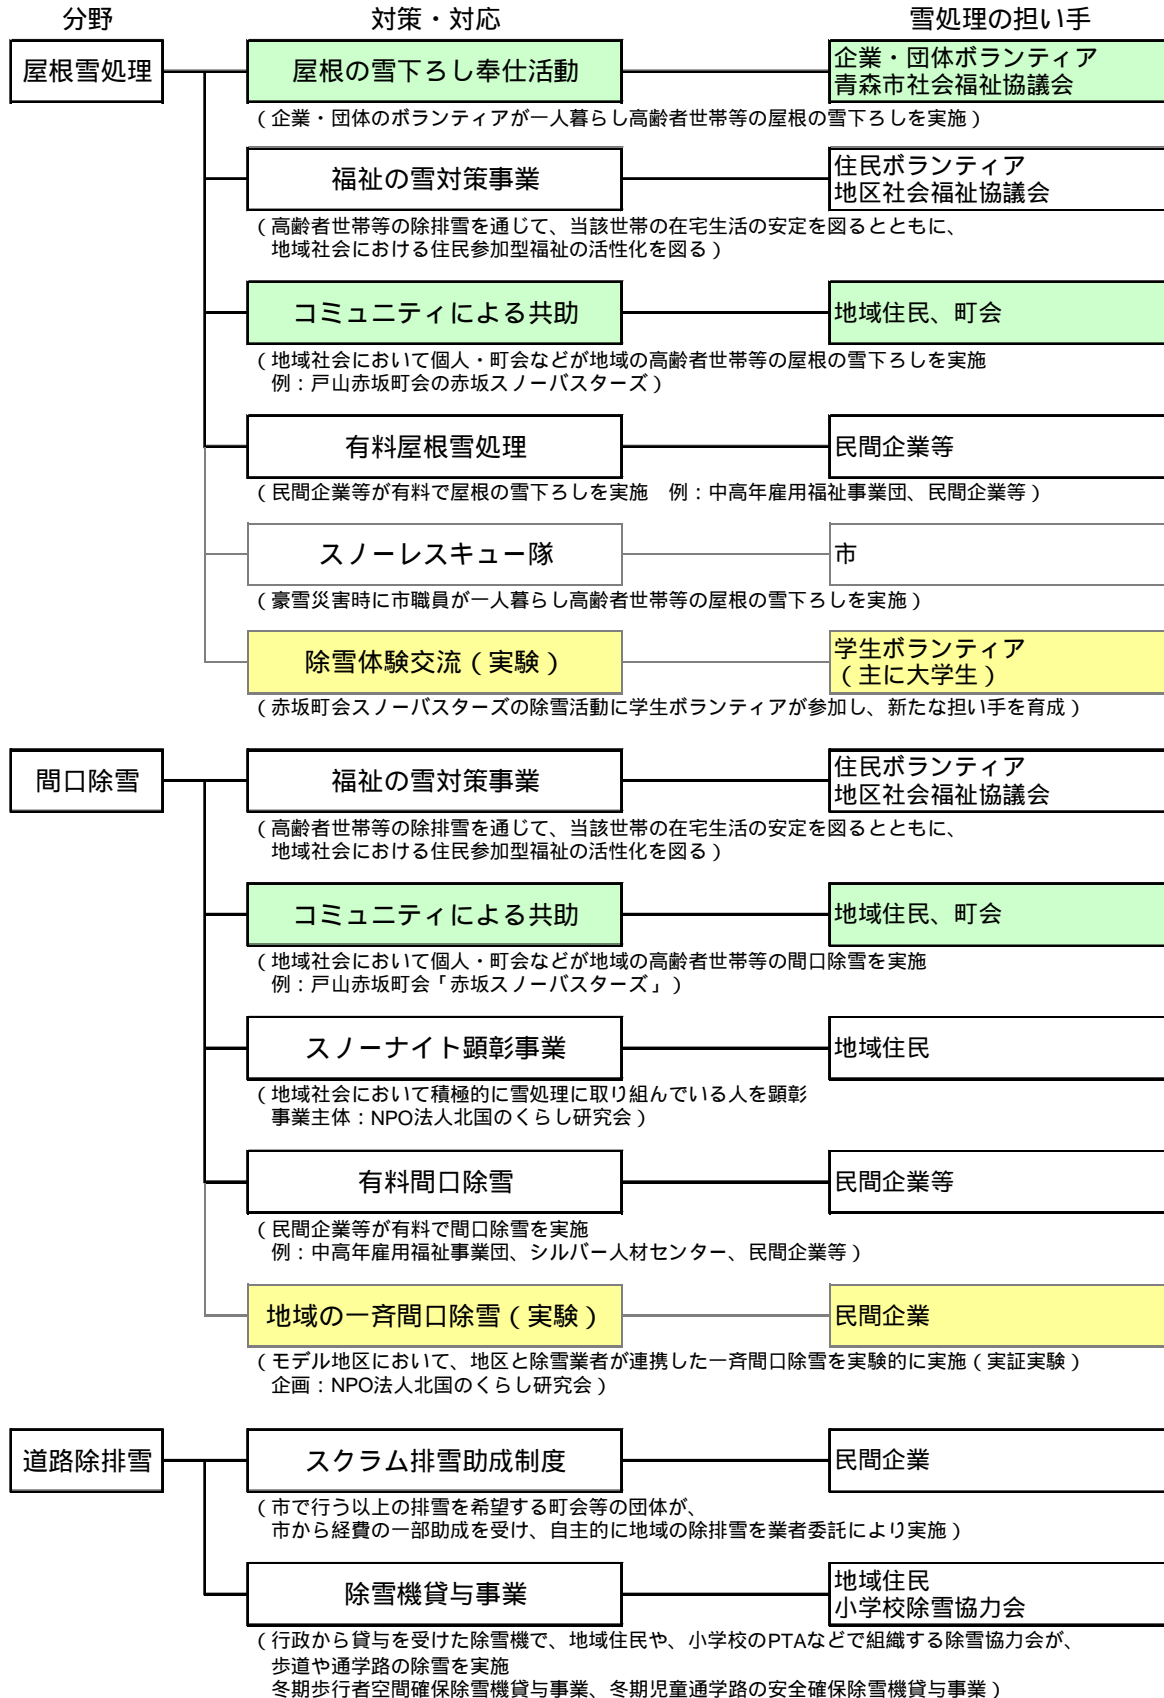 分野　対策・対応　雪処理の担い手
屋根雪処理　屋根の雪下ろし奉仕活動　企業・団体ボランティア
青森市社会福祉協議会
（企業・団体のボランティアが一人暮らし高齢者世帯等の屋根の雪下ろしを実施）
福祉の雪対策事業　住民ボランティア
地区社会福祉協議会
（高齢者世帯等の除排雪を通じて、当該世帯の在宅生活の安定を図るとともに、
地域社会における住民参加型福祉の活性化を図る）
コミュニティによる共助　地域住民、町会
（地域社会において個人・町会などが地域の高齢者世帯等の屋根の雪下ろしを実施
例：戸山赤坂町会の赤坂スノーバスターズ）
有料屋根雪処理　民間企業等
（民間企業等が有料で屋根の雪下ろしを実施　例：中高年雇用福祉事業団、民間企業等）
スノーレスキュー隊　市
（豪雪災害時に市職員が一人暮らし高齢者世帯等の屋根の雪下ろしを実施）
除雪体験交流（実験）　学生ボランティア
（主に大学生）
（赤坂町会スノーバスターズの除雪活動に学生ボランティアが参加し、新たな担い手を育成）
間口除雪　福祉の雪対策事業　住民ボランティア
地区社会福祉協議会
（高齢者世帯等の除排雪を通じて、当該世帯の在宅生活の安定を図るとともに、
地域社会における住民参加型福祉の活性化を図る）
コミュニティによる共助　地域住民、町会
（地域社会において個人・町会などが地域の高齢者世帯等の間口除雪を実施
例：戸山赤坂町会「赤坂スノーバスターズ」）
スノーナイト顕彰事業　地域住民
（地域社会において積極的に雪処理に取り組んでいる人を顕彰
事業主体：NPO法人北国のくらし研究会）
有料間口除雪　民間企業等
（民間企業等が有料で間口除雪を実施
例：中高年雇用福祉事業団、シルバー人材センター、民間企業等）
地域の一斉間口除雪（実験）　民間企業
（モデル地区において、地区と除雪業者が連携した一斉間口除雪を実験的に実施（実証実験）
企画：NPO法人北国のくらし研究会）
道路除排雪　スクラム排雪助成制度　民間企業
（市で行う以上の排雪を希望する町会等の団体が、
市から経費の一部助成を受け、自主的に地域の除排雪を業者委託により実施）
除雪機貸与事業　地域住民
小学校除雪協力会
（行政から貸与を受けた除雪機で、地域住民や、小学校のPTAなどで組織する除雪協力会が、
歩道や通学路の除雪を実施
冬期歩行者空間確保除雪機貸与事業、冬期児童通学路の安全確保除雪機貸与事業）